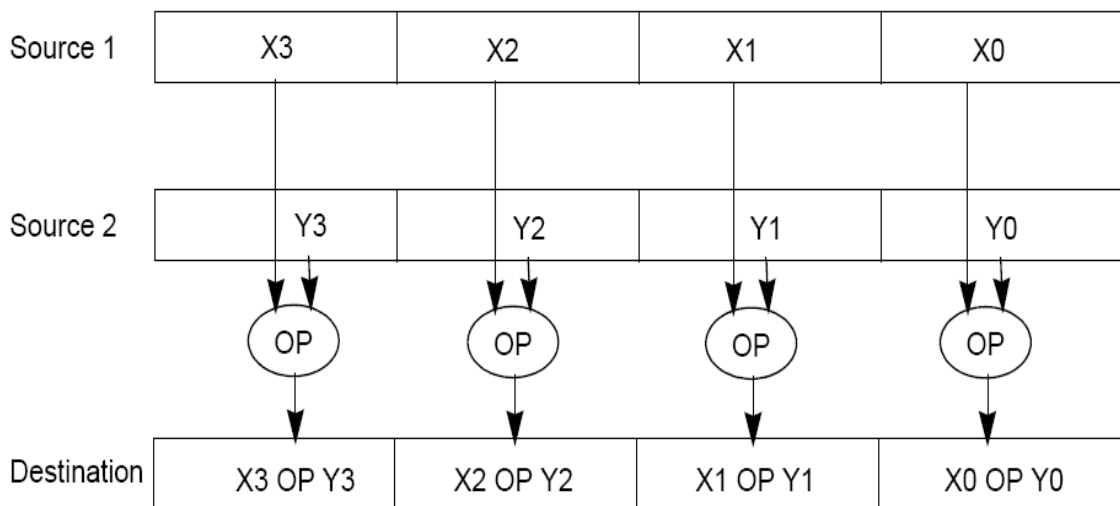 Source 1 X3 X2 X1 X0
Source 2 Y3 Y2 Y1 Y0
OP OP OP OP
Destination X3 OP Y3 X2 OP Y2 X1 OP Y1 X0 OP Y0